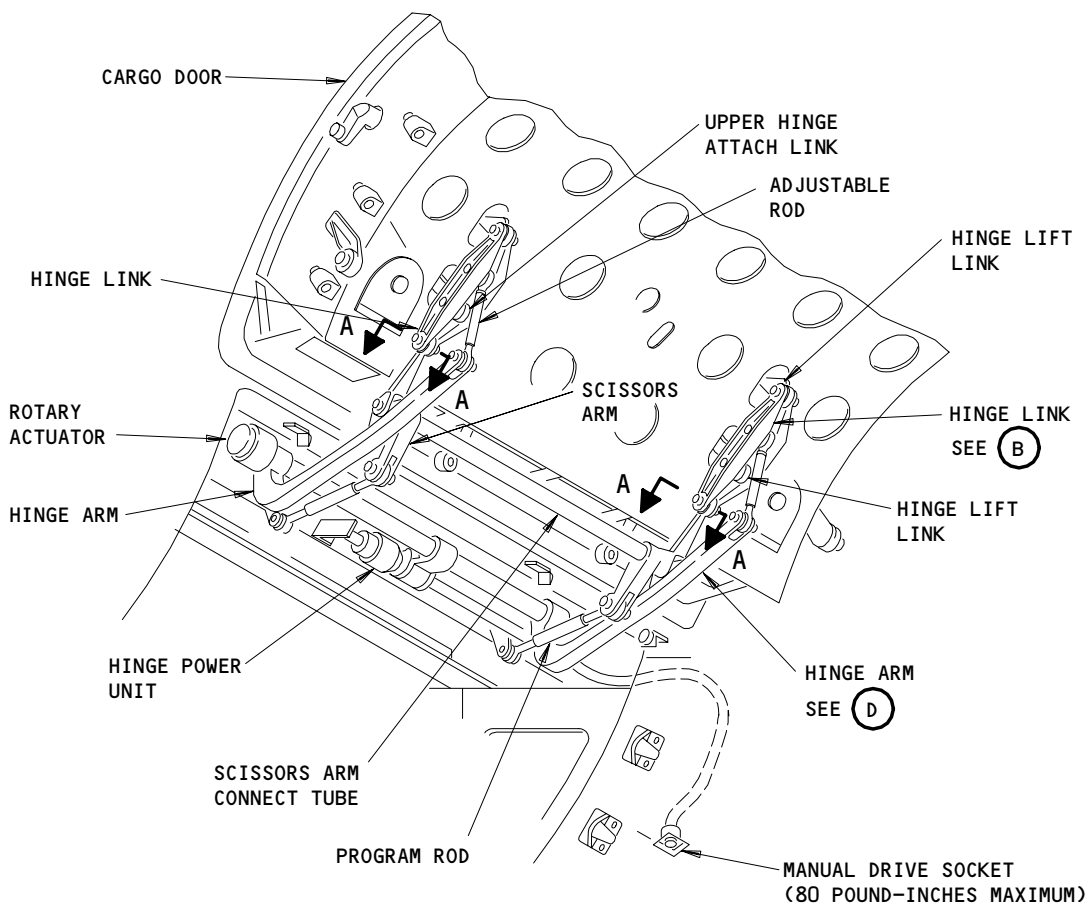 CARGO DOOR
UPPER HINGE
ATTACH LINK
ADJUSTABLE
ROD
HINGE LIFT
LINK
HINGE LINK
A
A
SCISSORS
ARM
ROTARY
ACTUATOR
HINGE LINK
SEE B
A
HINGE LIFT
LINK
HINGE ARM
A
HINGE POWER
UNIT
HINGE ARM
SEE D
SCISSORS ARM
CONNECT TUBE
PROGRAM ROD
MANUAL DRIVE SOCKET
(80 POUND-INCHES MAXIMUM)